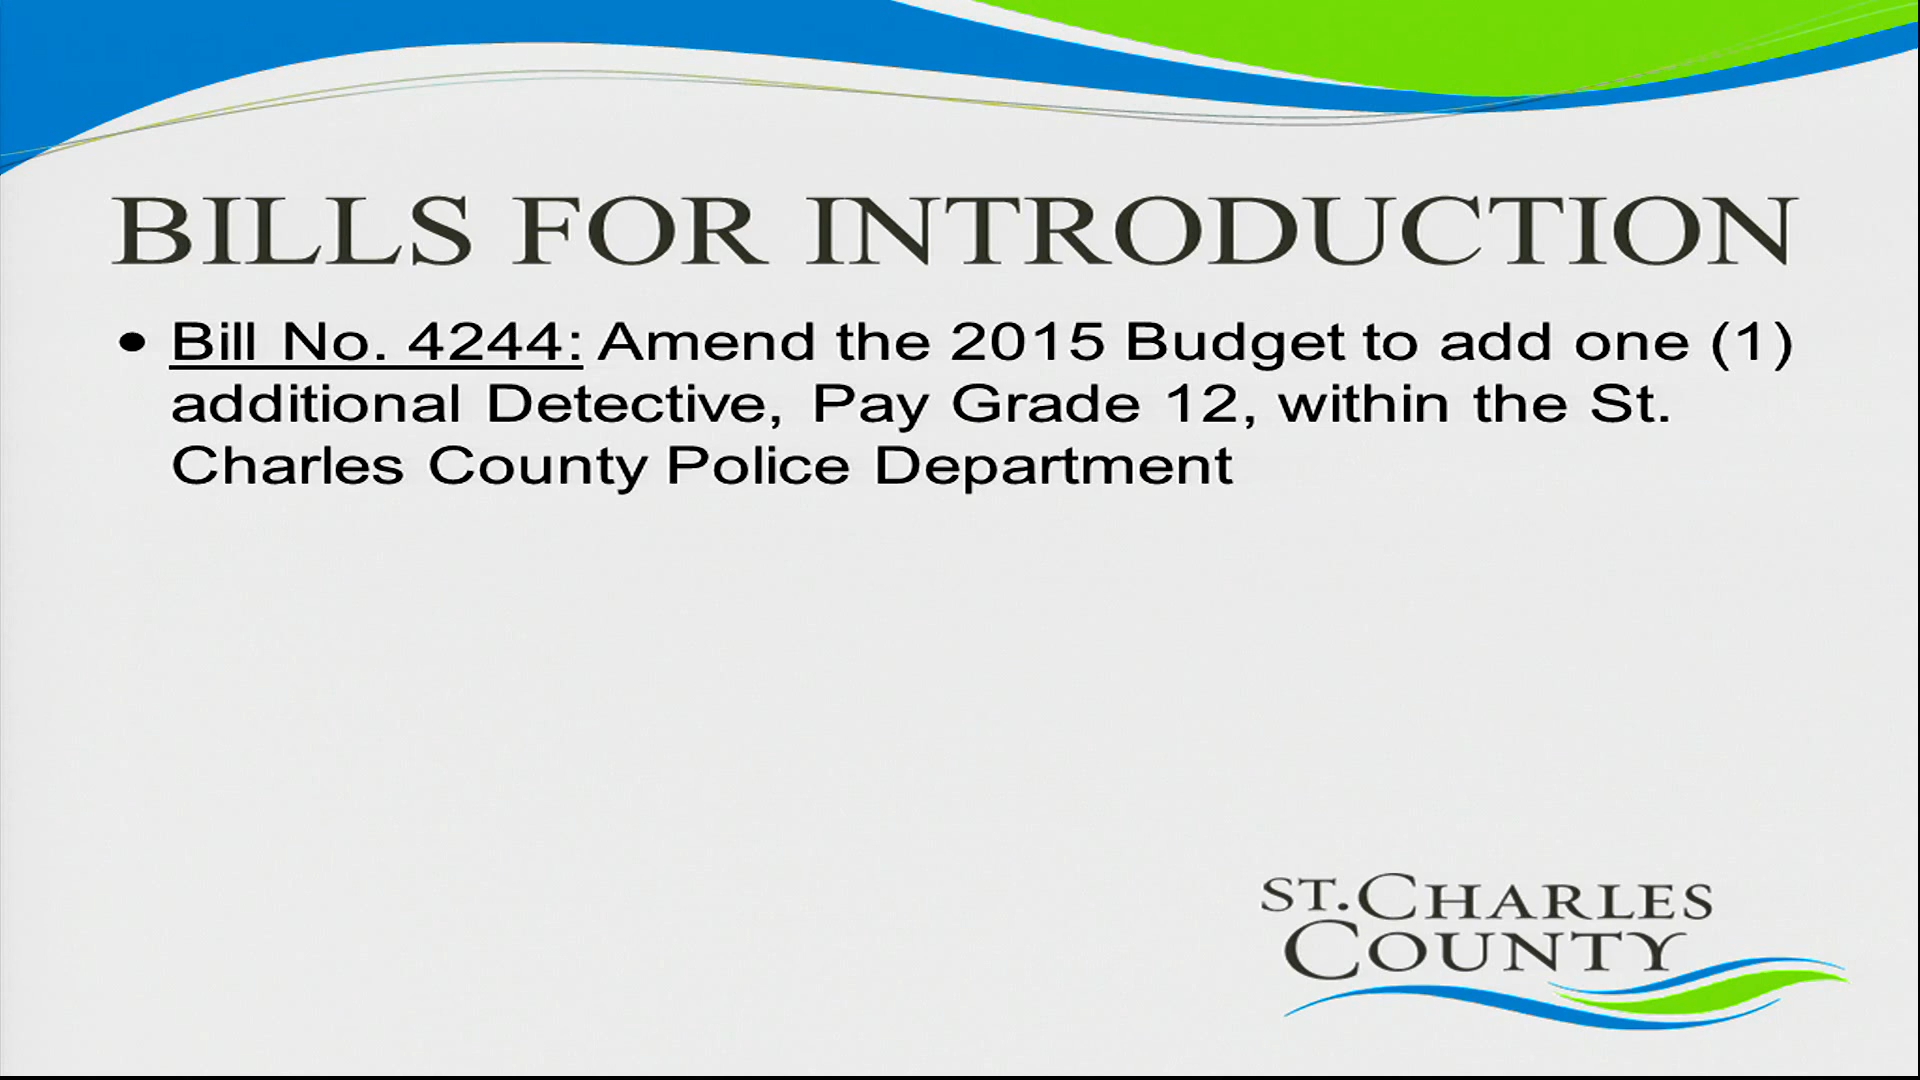 BILLS FOR INTRODUCTION
• Bill No. 4244: Amend the 2015 Budget to add one (1)
additional Detective, Pay Grade 12, within the St.
Charles County Police Department
ST. CHARLES
COUNTY